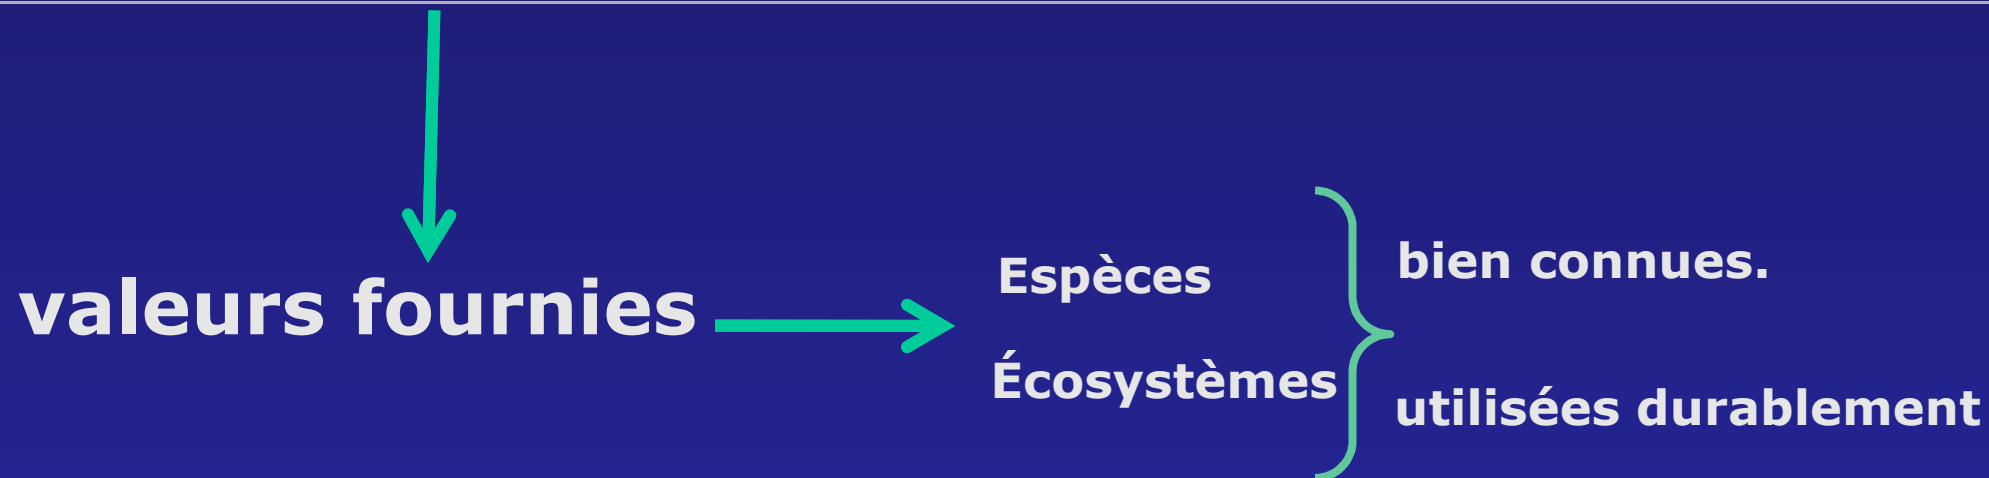 valeurs fournies
Espèces
Écosystèmes
bien connues.
utilisées durablement